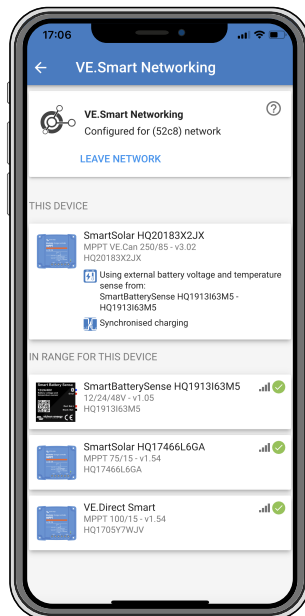 17:06
VE.Smart Networking
VE.Smart Networking
Configured for (52c8) network
LEAVE NETWORK
THIS DEVICE
SmartSolar HQ20183X2JX
MPPT VE.Can 250/85 - v3.02
HQ20183X2JX
Using external battery voltage and temperature
sense from:
SmartBatterySense HQ1913I63M5 -
HQ1913I63M5
Synchronised charging
IN RANGE FOR THIS DEVICE
SmartBatterySense HQ1913I63M5
12/24/48V - v1.05
HQ1913I63M5
Smart Battery Sense
SmartSolar HQ17466L6GA
MPPT 75/15 - v1.54
HQ17466L6GA
VE.Direct Smart
MPPT 100/15 - v1.54
HQ1705Y7WJV